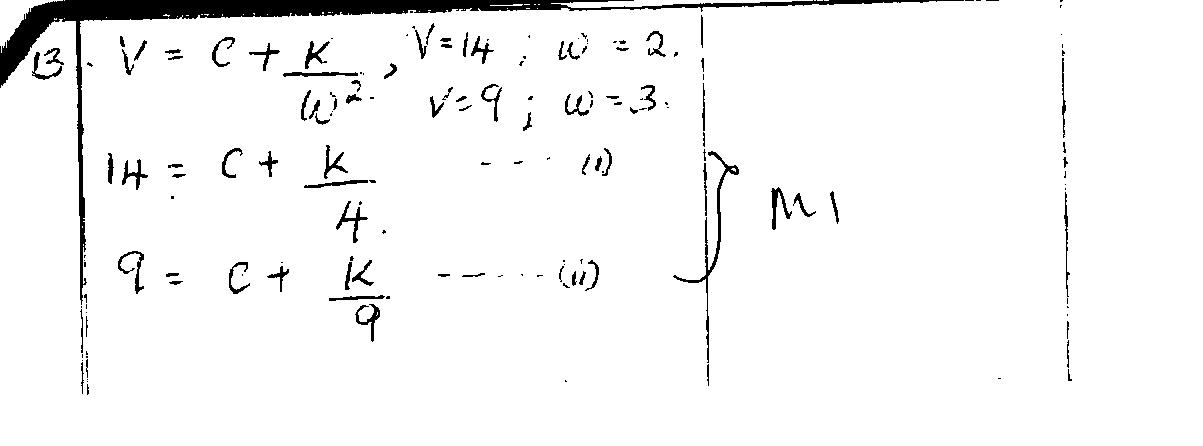 13. V = C + K/W², V=14 ; W = 2.
V=9 ; W = 3.
14 = C + K/4. --- (i)
9 = C + K/9 ------ (ii)
M1